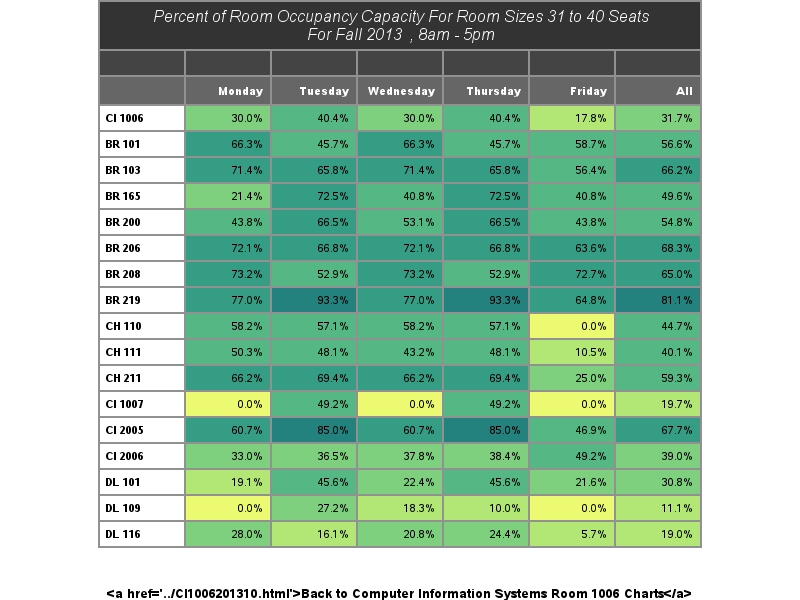 Percent of Room Occupancy Capacity For Room Sizes 31 to 40 Seats
For Fall 2013 , 8am - 5pm
Monday Tuesday Wednesday Thursday Friday All
CI 1006 30.0% 40.4% 30.0% 40.4% 17.8% 31.7%
BR 101 66.3% 45.7% 66.3% 45.7% 58.7% 56.6%
BR 103 71.4% 65.8% 71.4% 65.8% 56.4% 66.2%
BR 165 21.4% 72.5% 40.8% 72.5% 40.8% 49.6%
BR 200 43.8% 66.5% 53.1% 66.5% 43.8% 54.8%
BR 206 72.1% 66.8% 72.1% 66.8% 63.6% 68.3%
BR 208 73.2% 52.9% 73.2% 52.9% 72.7% 65.0%
BR 219 77.0% 93.3% 77.0% 93.3% 64.8% 81.1%
CH 110 58.2% 57.1% 58.2% 57.1% 0.0% 44.7%
CH 111 50.3% 48.1% 43.2% 48.1% 10.5% 40.1%
CH 211 66.2% 69.4% 66.2% 69.4% 25.0% 59.3%
CI 1007 0.0% 49.2% 0.0% 49.2% 0.0% 19.7%
CI 2005 60.7% 85.0% 60.7% 85.0% 46.9% 67.7%
CI 2006 33.0% 36.5% 37.8% 38.4% 49.2% 39.0%
DL 101 19.1% 45.6% 22.4% 45.6% 21.6% 30.8%
DL 109 0.0% 27.2% 18.3% 10.0% 0.0% 11.1%
DL 116 28.0% 16.1% 20.8% 24.4% 5.7% 19.0%
<a href='../CI1006201310.html'>Back to Computer Information Systems Room 1006 Charts</a>